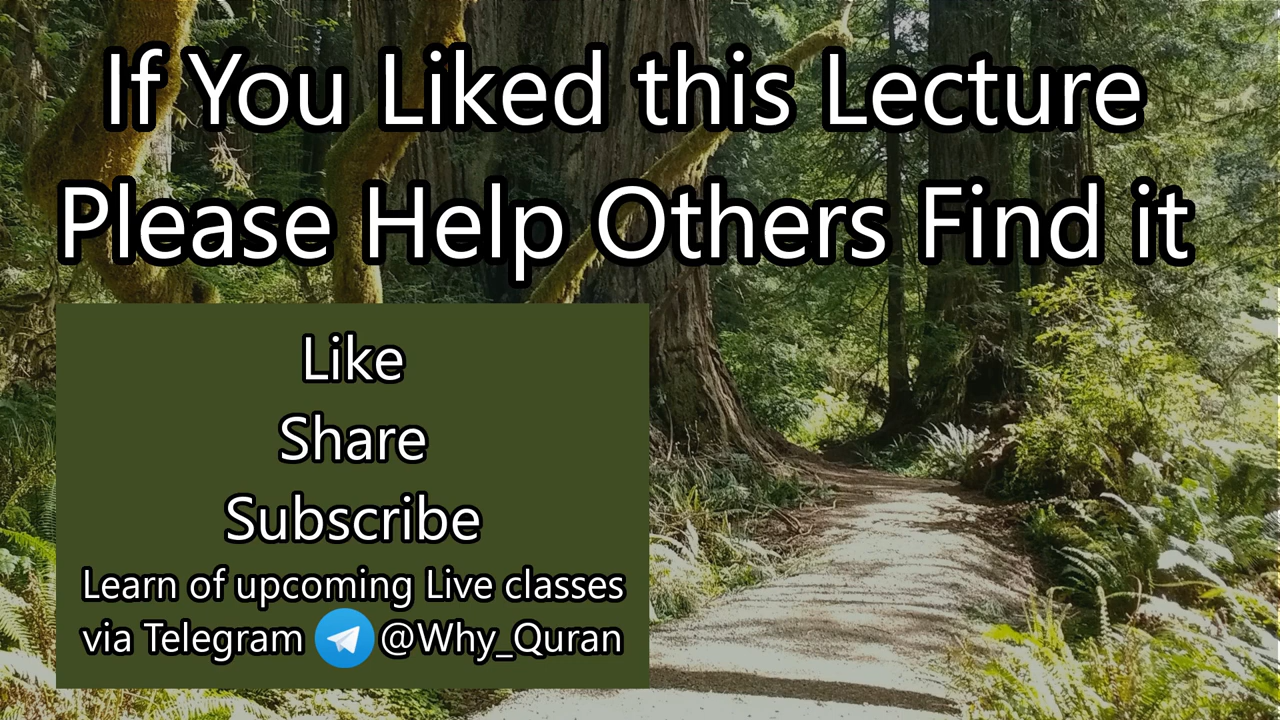 If You Liked this Lecture
Please Help Others Find it
Like
Share
Subscribe
Learn of upcoming Live classes
via Telegram @Why_Quran